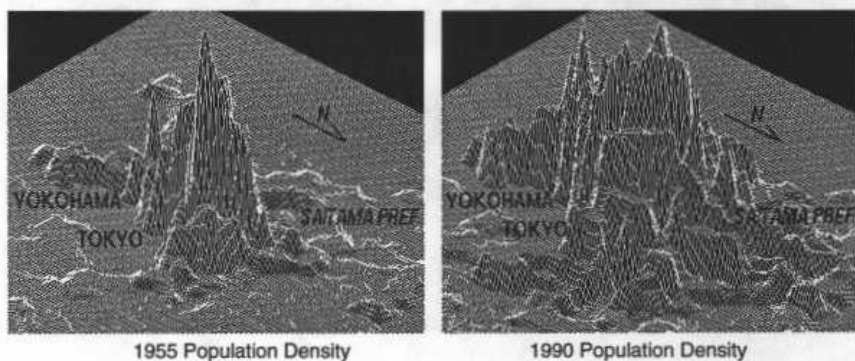 N
YOKOHAMA
SAITAMA PREF
TOKYO
1955 Population Density
N
YOKOHAMA
SAITAMA PREF
TOKYO
1990 Population Density